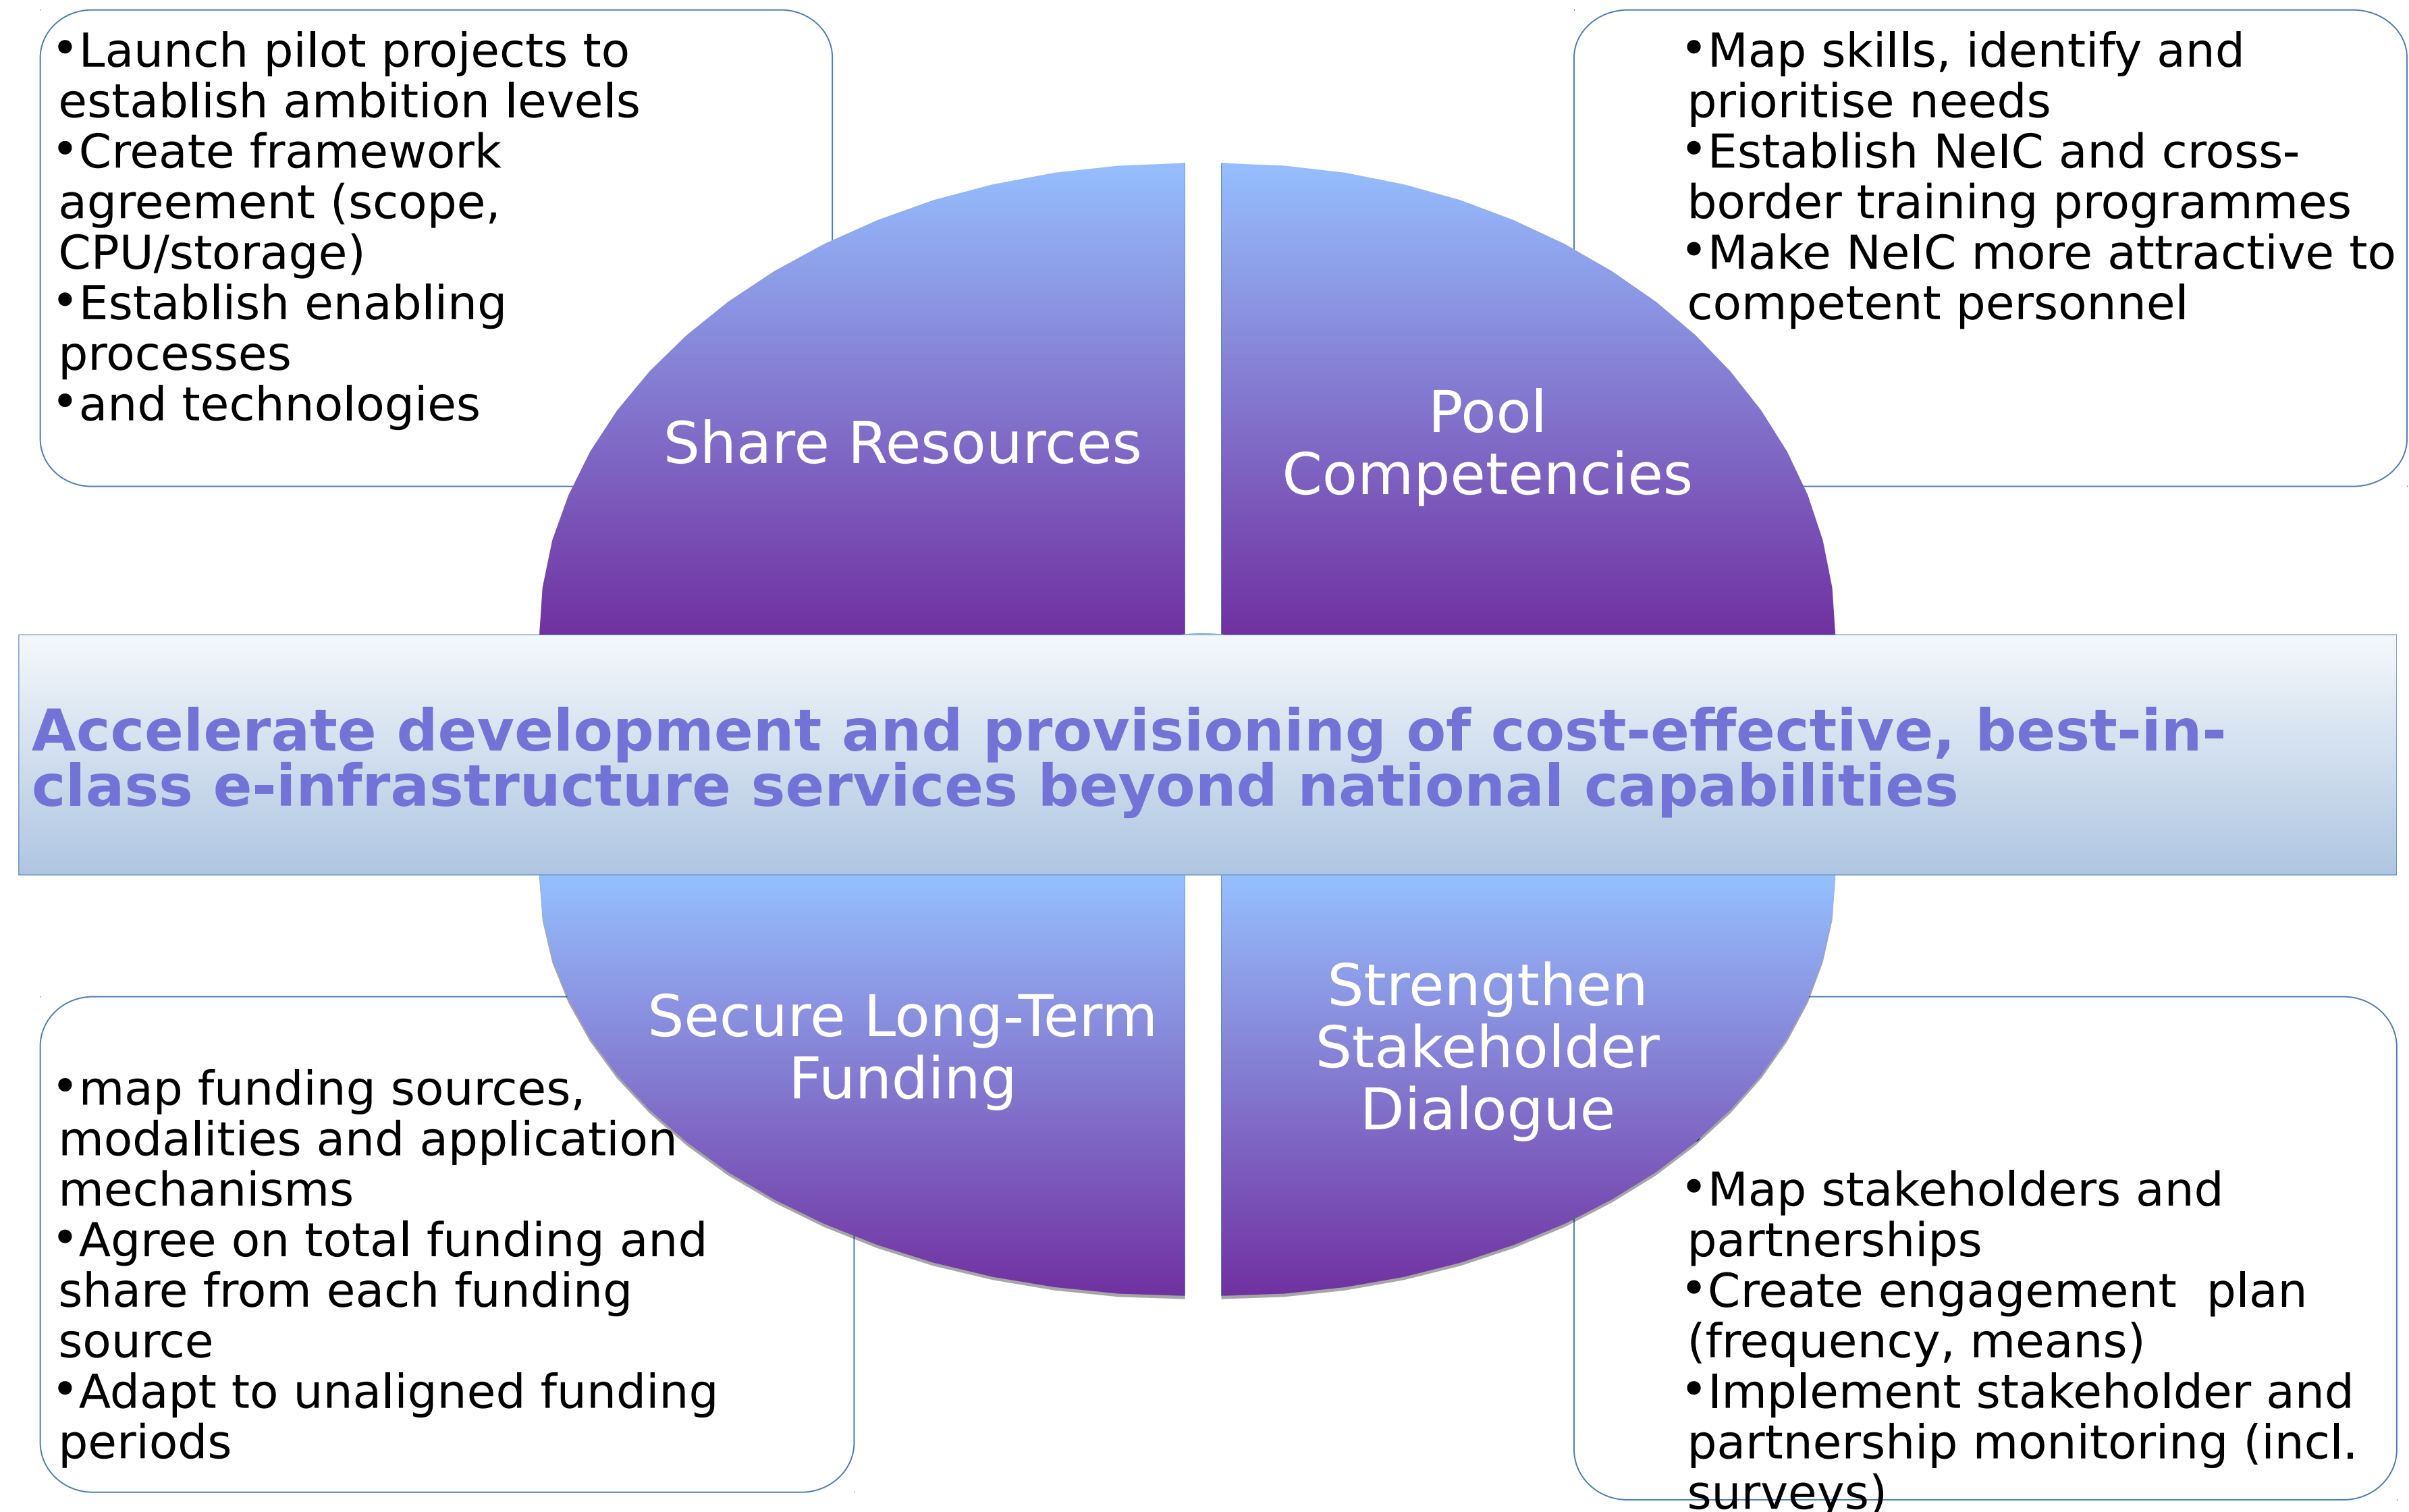 •Launch pilot projects to
establish ambition levels
•Create framework
agreement (scope,
CPU/storage)
•Establish enabling
processes
•and technologies
•Map skills, identify and
prioritise needs
•Establish NeIC and cross-
border training programmes
•Make NeIC more attractive to
competent personnel
Share Resources
Pool
Competencies
Accelerate development and provisioning of cost-effective, best-in-
class e-infrastructure services beyond national capabilities
Secure Long-Term
Funding
Strengthen
Stakeholder
Dialogue
•map funding sources,
modalities and application
mechanisms
•Agree on total funding and
share from each funding
source
•Adapt to unaligned funding
periods
•Map stakeholders and
partnerships
•Create engagement  plan
(frequency, means)
•Implement stakeholder and
partnership monitoring (incl.
surveys)